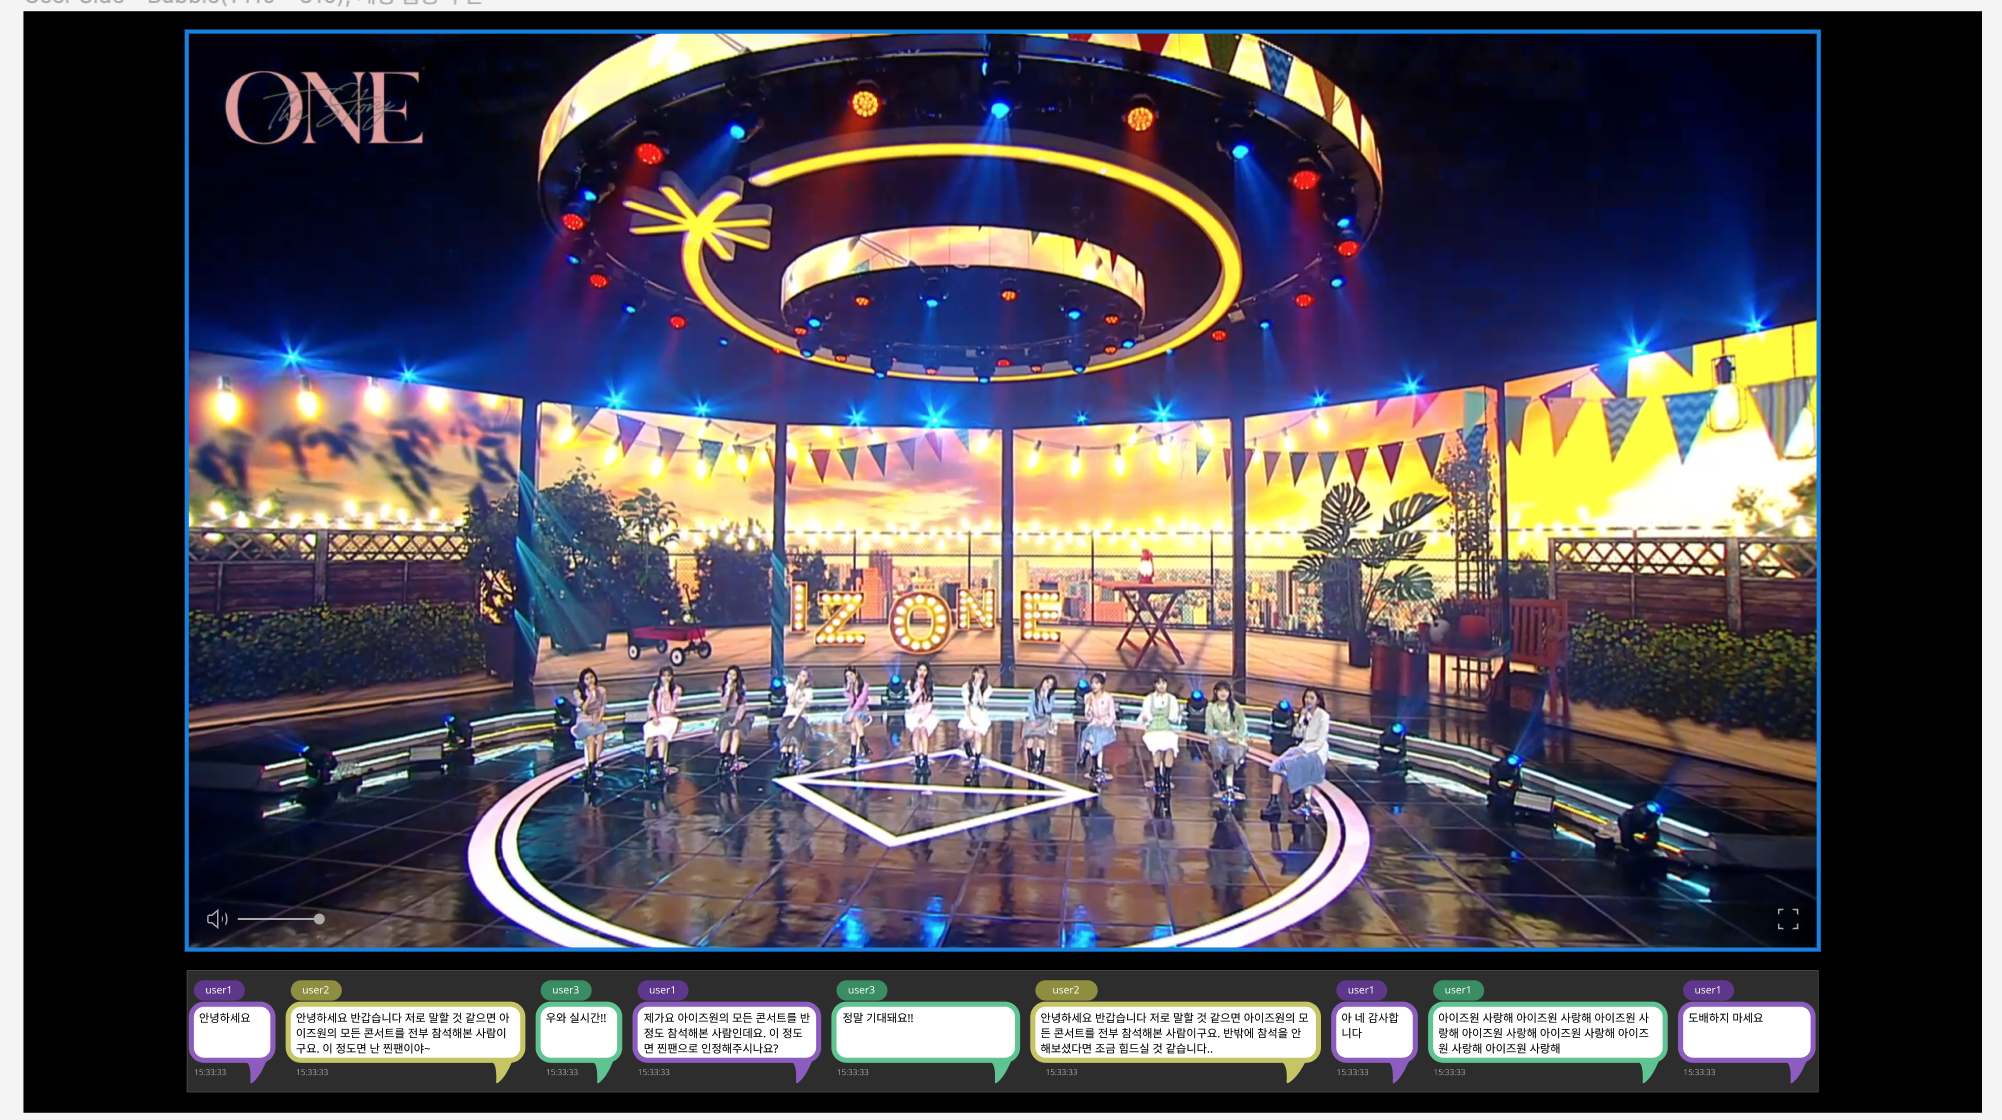 ONE
The Story
IZ ONE
user1
안녕하세요
15:33:33
user2
안녕하세요 반갑습니다 저로 말할 것 같으면 아
이즈원의 모든 콘서트를 전부 참석해본 사람이
구요. 이 정도면 난 찐팬이야~
15:33:33
user3
우와 실시간!!
15:33:33
user1
제가요 아이즈원의 모든 콘서트를 반
정도 참석해본 사람인데요. 이 정도
면 찐팬으로 인정해주시나요?
15:33:33
user3
정말 기대돼요!!
15:33:33
user2
안녕하세요 반갑습니다 저로 말할 것 같으면 아이즈원의 모
든 콘서트를 전부 참석해본 사람이구요. 반밖에 참석을 안
해보셨다면 조금 힘드실 것 같습니다..
15:33:33
user1
아 네 감사합
니다
15:33:33
user1
아이즈원 사랑해 아이즈원 사랑해 아이즈원 사
랑해 아이즈원 사랑해 아이즈원 사랑해 아이즈
원 사랑해 아이즈원 사랑해
15:33:33
user1
도배하지 마세요
15:33:33